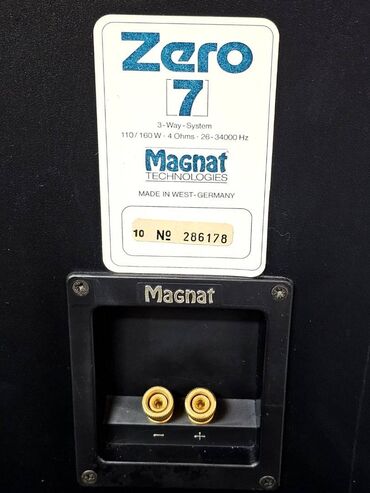 Zero
7
3-Way-System
110/160 W · 4 Ohms · 26-34000 Hz
Magnat
TECHNOLOGIES
MADE IN WEST-GERMANY
10 № 286178
Magnat
− +